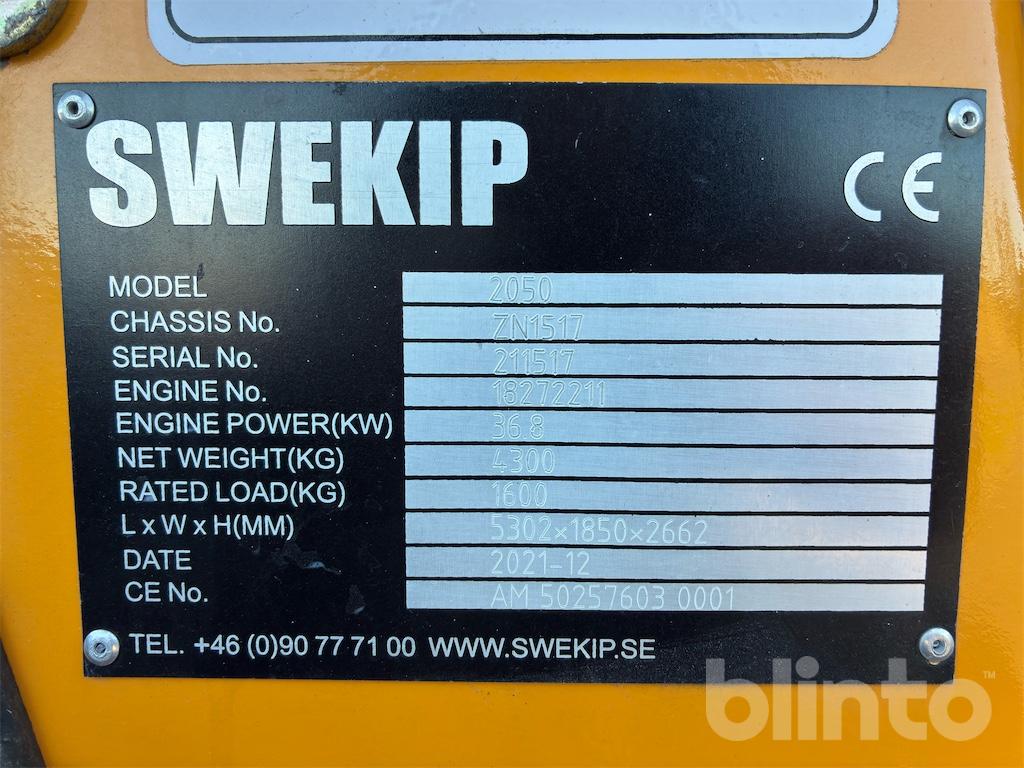 SWEKIP
CE
MODEL 2050
CHASSIS No. ZN1517
SERIAL No. 211517
ENGINE No. 18272211
ENGINE POWER(KW) 36.8
NET WEIGHT(KG) 4300
RATED LOAD(KG) 1600
L x W x H(MM) 5302×1850×2662
DATE 2021-12
CE No. AM 50257603 0001
TEL. +46 (0)90 77 71 00 WWW.SWEKIP.SE
blinto™